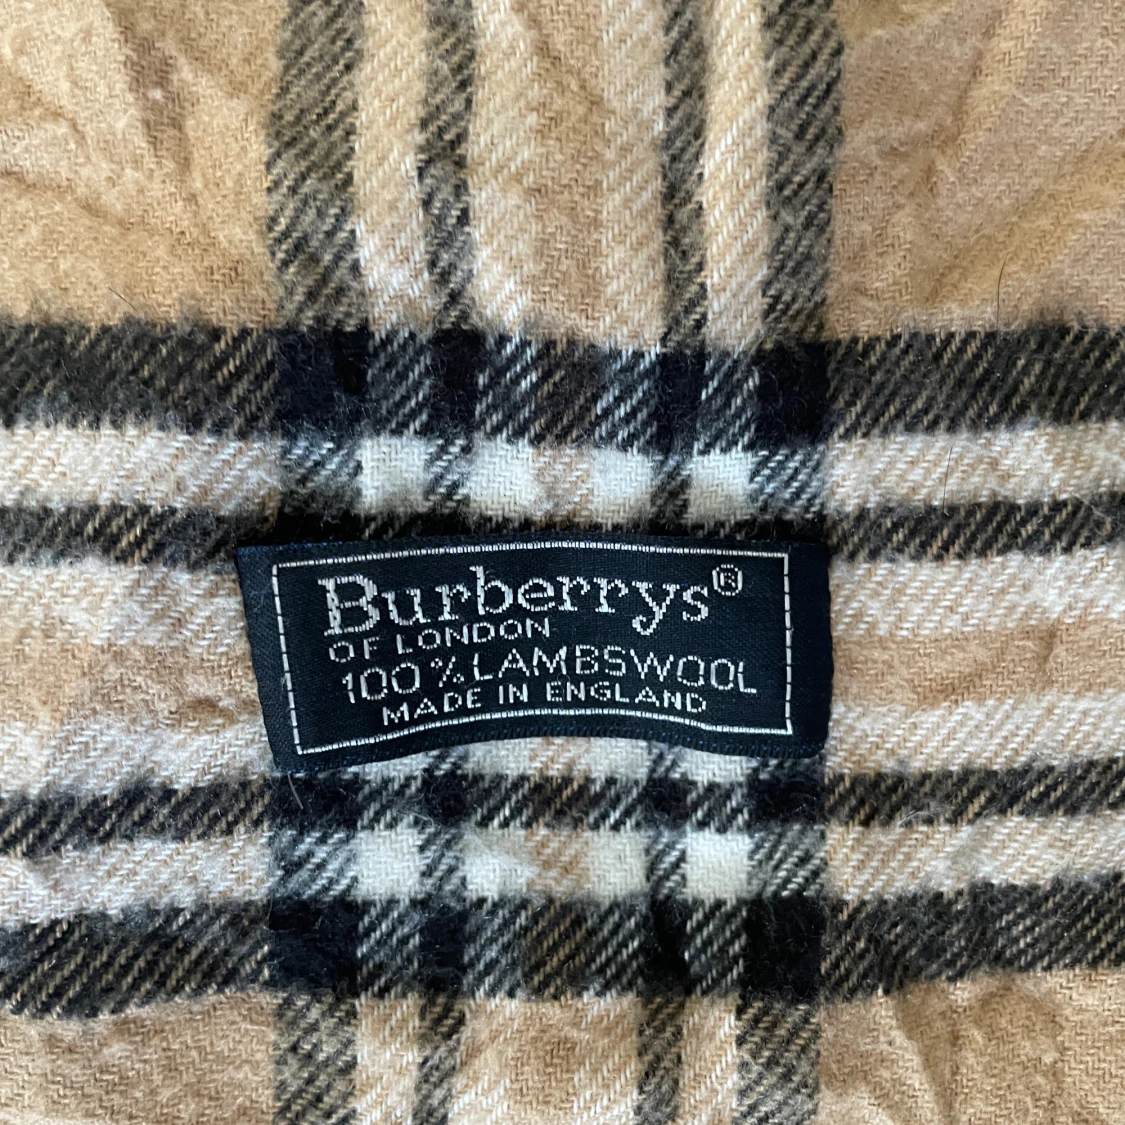 Burberrys®
OF LONDON
100% LAMBSWOOL
MADE IN ENGLAND